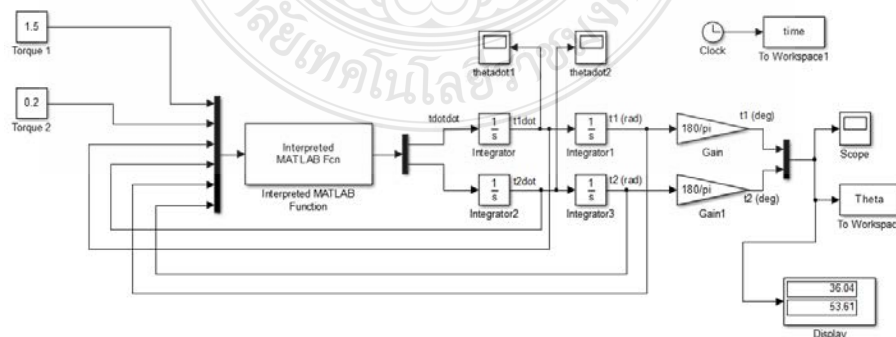 1.5
Torque 1
0.2
Torque 2
Interpreted
MATLAB Fcn
Interpreted MATLAB
Function
thetadot1
thetadot2
Clock
time
To Workspace1
tdotdot
1
s
t1dot
Integrator
1
s
t1 (rad)
Integrator1
180/pi
Gain
t1 (deg)
1
s
t2dot
Integrator2
1
s
t2 (rad)
Integrator3
180/pi
Gain1
t2 (deg)
Scope
Theta
To Workspac
36.04
53.61
Display